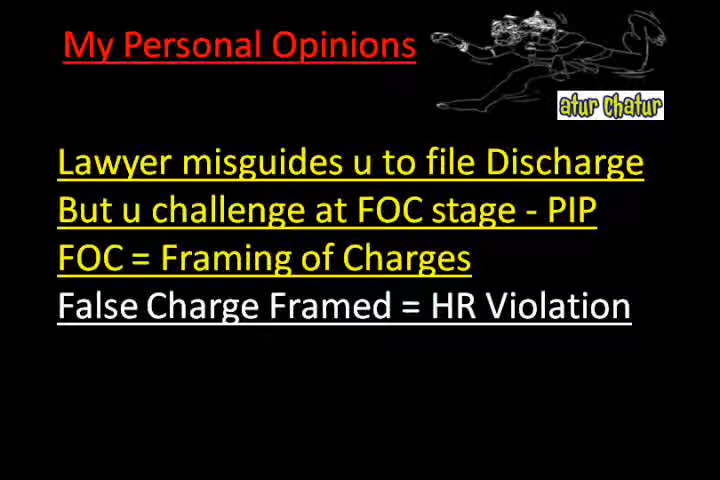 My Personal Opinions
atur chatur
Lawyer misguides u to file Discharge
But u challenge at FOC stage - PIP
FOC = Framing of Charges
False Charge Framed = HR Violation